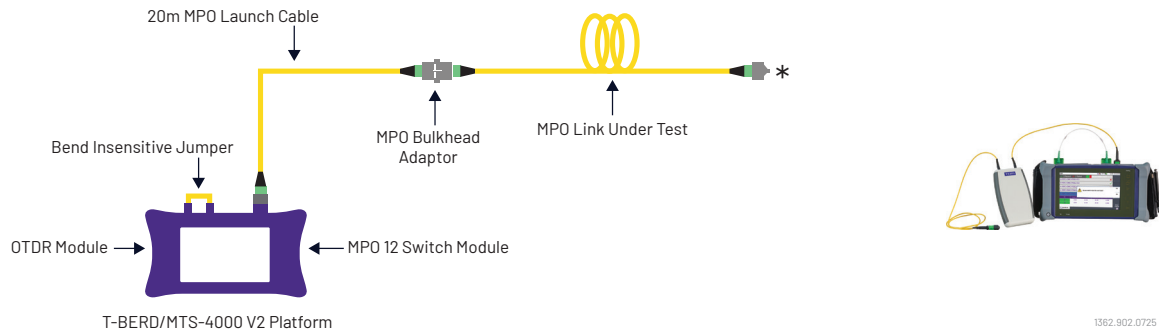 20m MPO Launch Cable
MPO Bulkhead
Adaptor
MPO Link Under Test
Bend Insensitive Jumper
OTDR Module
MPO 12 Switch Module
T-BERD/MTS-4000 V2 Platform
1362.902.0725